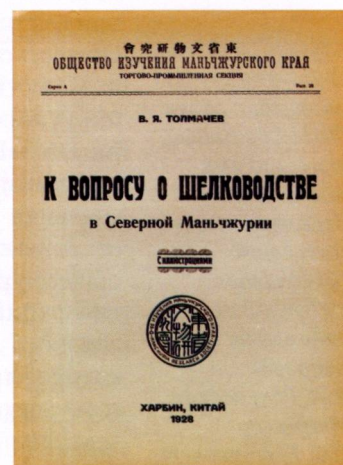 會究研物文省東
ОБЩЕСТВО ИЗУЧЕНИЯ МАНЬЧЖУРСКОГО КРАЯ
ТОРГОВО-ПРОМЫШЛЕННАЯ СЕКЦИЯ
Серия А
В. Я. ТОЛМАЧЕВ
К ВОПРОСУ О ШЕЛКОВОДСТВЕ
в Северной Маньчжурии
С иллюстрациями
ХАРБИН, КИТАЙ
1928